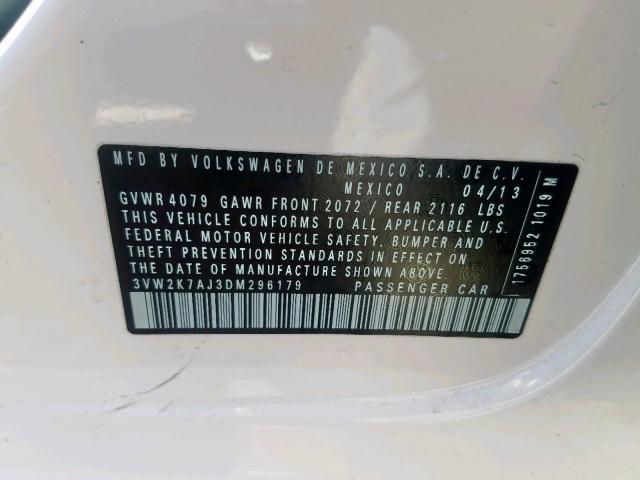 MFD BY VOLKSWAGEN DE MEXICO S.A. DE C.V.
MEXICO 04/13
GVWR 4079 GAWR FRONT 2072 / REAR 2116 LBS
THIS VEHICLE CONFORMS TO ALL APPLICABLE U.S.
FEDERAL MOTOR VEHICLE SAFETY, BUMPER AND
THEFT PREVENTION STANDARDS IN EFFECT ON
THE DATE OF MANUFACTURE SHOWN ABOVE.
3VW2K7AJ3DM296179 PASSENGER CAR
1756952 1019 M